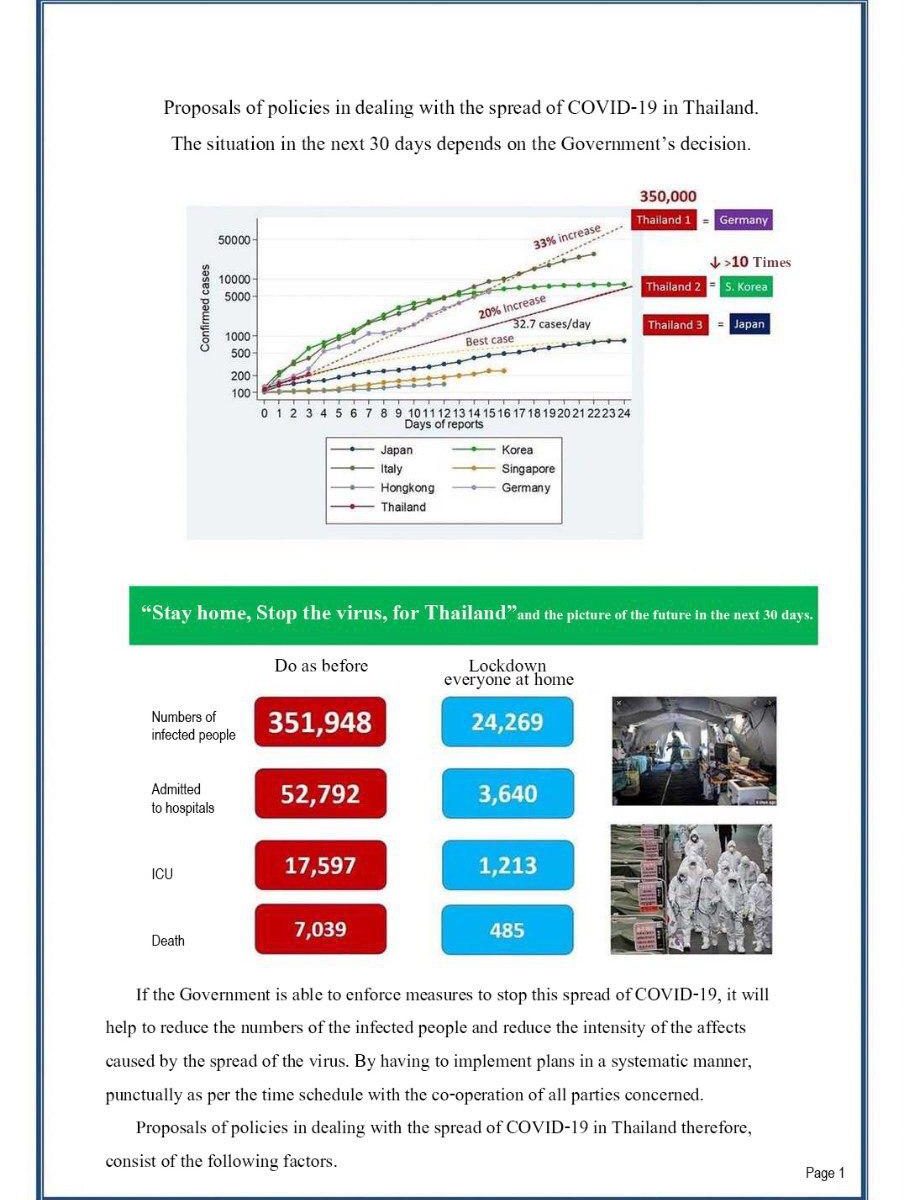 Proposals of policies in dealing with the spread of COVID-19 in Thailand.
The situation in the next 30 days depends on the Government's decision.
350,000
Thailand 1 = Germany
↓ >10 Times
Thailand 2 = S. Korea
Thailand 3 = Japan
Confirmed cases
50000
10000
5000
1000
500
200
100
33% increase
20% Increase
32.7 cases/day
Best case
0 1 2 3 4 5 6 7 8 9 10 11 12 13 14 15 16 17 18 19 20 21 22 23 24
Days of reports
Japan Korea
Italy Singapore
Hongkong Germany
Thailand
“Stay home, Stop the virus, for Thailand” and the picture of the future in the next 30 days.
Do as before
Lockdown
everyone at home
Numbers of
infected people
351,948
24,269
Admitted
to hospitals
52,792
3,640
ICU
17,597
1,213
Death
7,039
485
If the Government is able to enforce measures to stop this spread of COVID-19, it will
help to reduce the numbers of the infected people and reduce the intensity of the affects
caused by the spread of the virus. By having to implement plans in a systematic manner,
punctually as per the time schedule with the co-operation of all parties concerned.
Proposals of policies in dealing with the spread of COVID-19 in Thailand therefore,
consist of the following factors.
Page 1